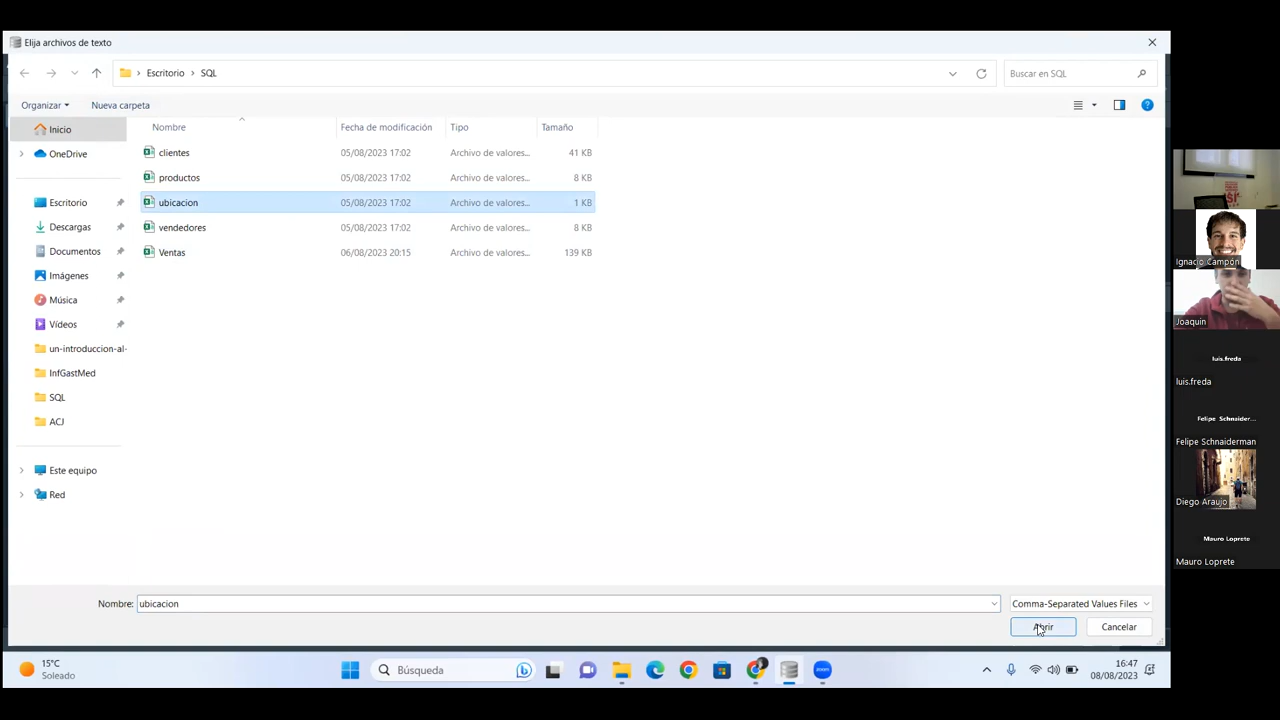 Elija archivos de texto
Escritorio
SQL
Buscar en SQL
Organizar
Nueva carpeta
Nombre
Fecha de modificación
Tipo
Tamaño
clientes
05/08/2023 17:02
Archivo de valores...
41 KB
productos
05/08/2023 17:02
Archivo de valores...
8 KB
ubicacion
05/08/2023 17:02
Archivo de valores...
1 KB
vendedores
05/08/2023 17:02
Archivo de valores...
8 KB
Ventas
06/08/2023 20:15
Archivo de valores...
139 KB
Inicio
OneDrive
Escritorio
Descargas
Documentos
Imágenes
Música
Vídeos
un-introduccion-al-
InfGastMed
SQL
ACJ
Este equipo
Red
Nombre:
ubicacion
Comma-Separated Values Files
Abrir
Cancelar
15°C
Soleado
Búsqueda
16:47
08/08/2023
Ignacio Campón
Joaquin
luis.freda
luis.freda
Felipe Schnaider...
Felipe Schnaiderman
Diego Araujo
Mauro Loprete
Mauro Loprete